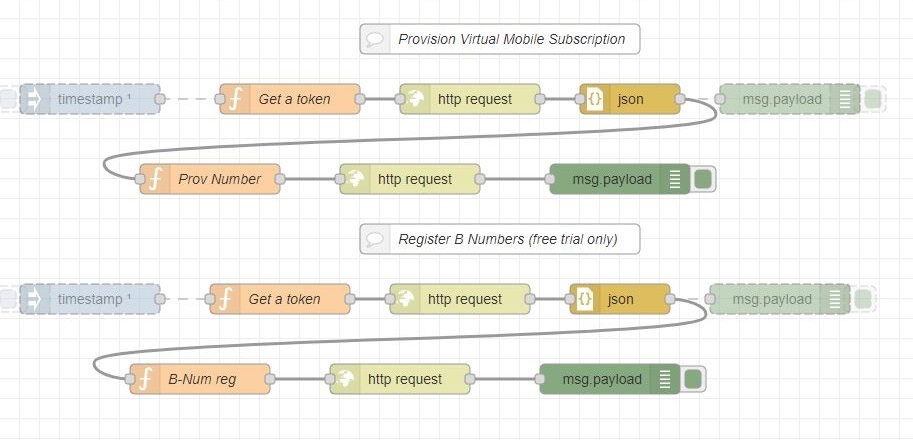 Provision Virtual Mobile Subscription
timestamp ¹ Get a token http request json msg.payload
Prov Number http request msg.payload
Register B Numbers (free trial only)
timestamp ¹ Get a token http request json msg.payload
B-Num reg http request msg.payload